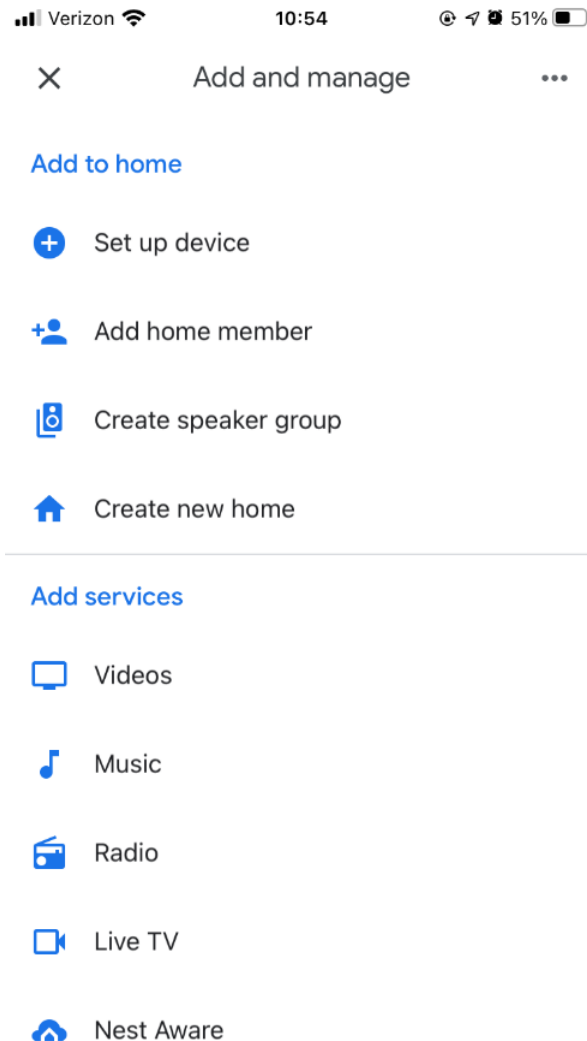 Verizon 10:54 51%
Add and manage
Add to home
Set up device
Add home member
Create speaker group
Create new home
Add services
Videos
Music
Radio
Live TV
Nest Aware